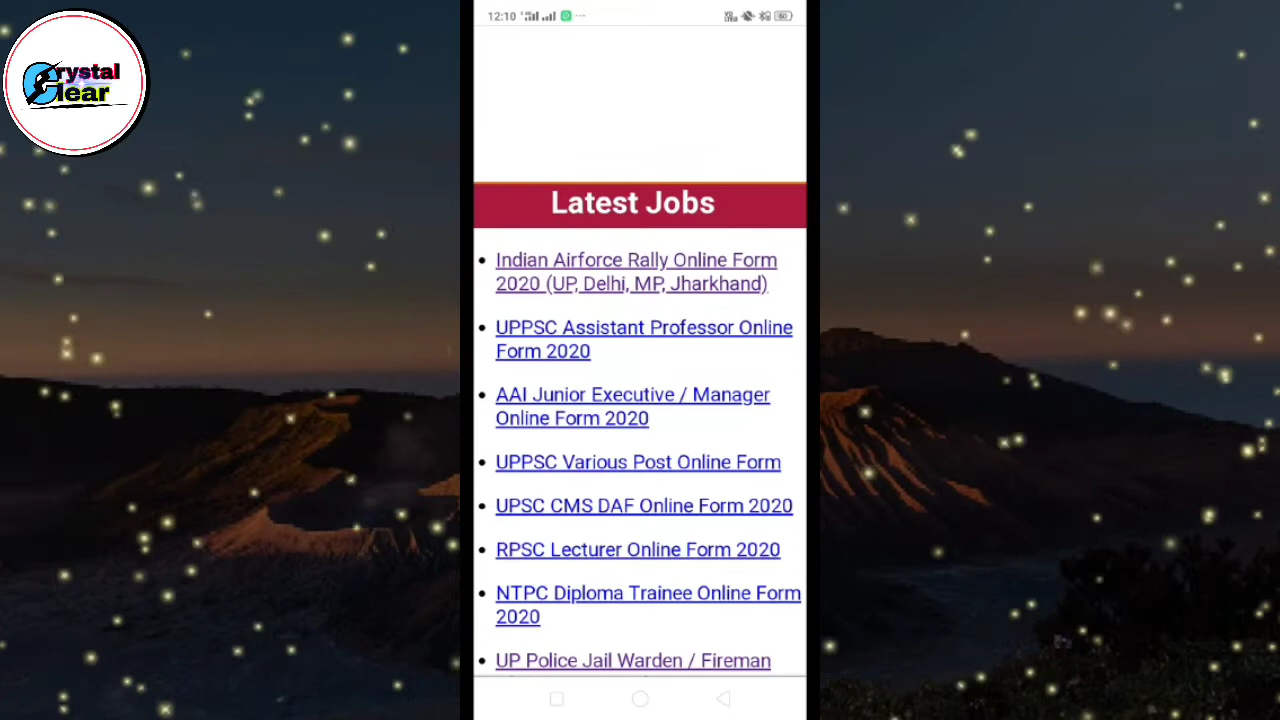 Crystal
Clear
12:10
60
Latest Jobs
Indian Airforce Rally Online Form
2020 (UP, Delhi, MP, Jharkhand)
UPPSC Assistant Professor Online
Form 2020
AAI Junior Executive / Manager
Online Form 2020
UPPSC Various Post Online Form
UPSC CMS DAF Online Form 2020
RPSC Lecturer Online Form 2020
NTPC Diploma Trainee Online Form
2020
UP Police Jail Warden / Fireman